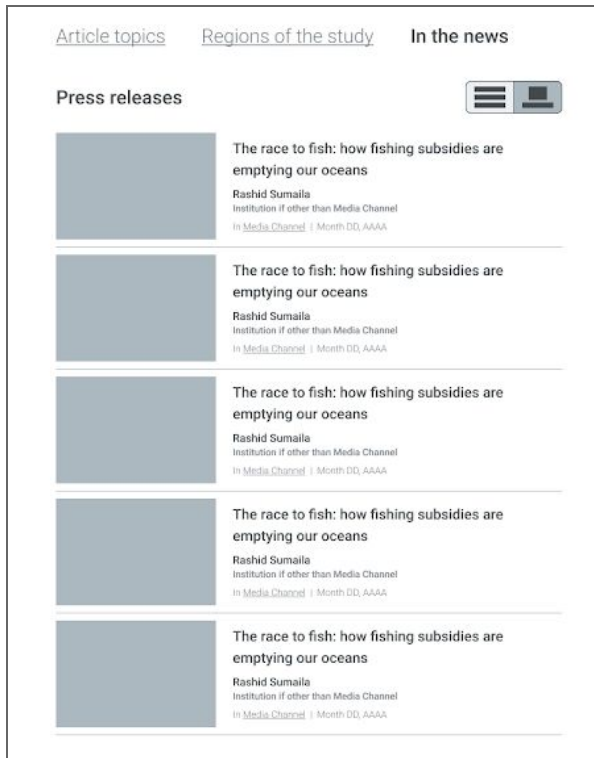 Article topics Regions of the study In the news
Press releases
The race to fish: how fishing subsidies are
emptying our oceans
Rashid Sumaila
Institution if other than Media Channel
In Media Channel | Month DD, AAAA
The race to fish: how fishing subsidies are
emptying our oceans
Rashid Sumaila
Institution if other than Media Channel
In Media Channel | Month DD, AAAA
The race to fish: how fishing subsidies are
emptying our oceans
Rashid Sumaila
Institution if other than Media Channel
In Media Channel | Month DD, AAAA
The race to fish: how fishing subsidies are
emptying our oceans
Rashid Sumaila
Institution if other than Media Channel
In Media Channel | Month DD, AAAA
The race to fish: how fishing subsidies are
emptying our oceans
Rashid Sumaila
Institution if other than Media Channel
In Media Channel | Month DD, AAAA